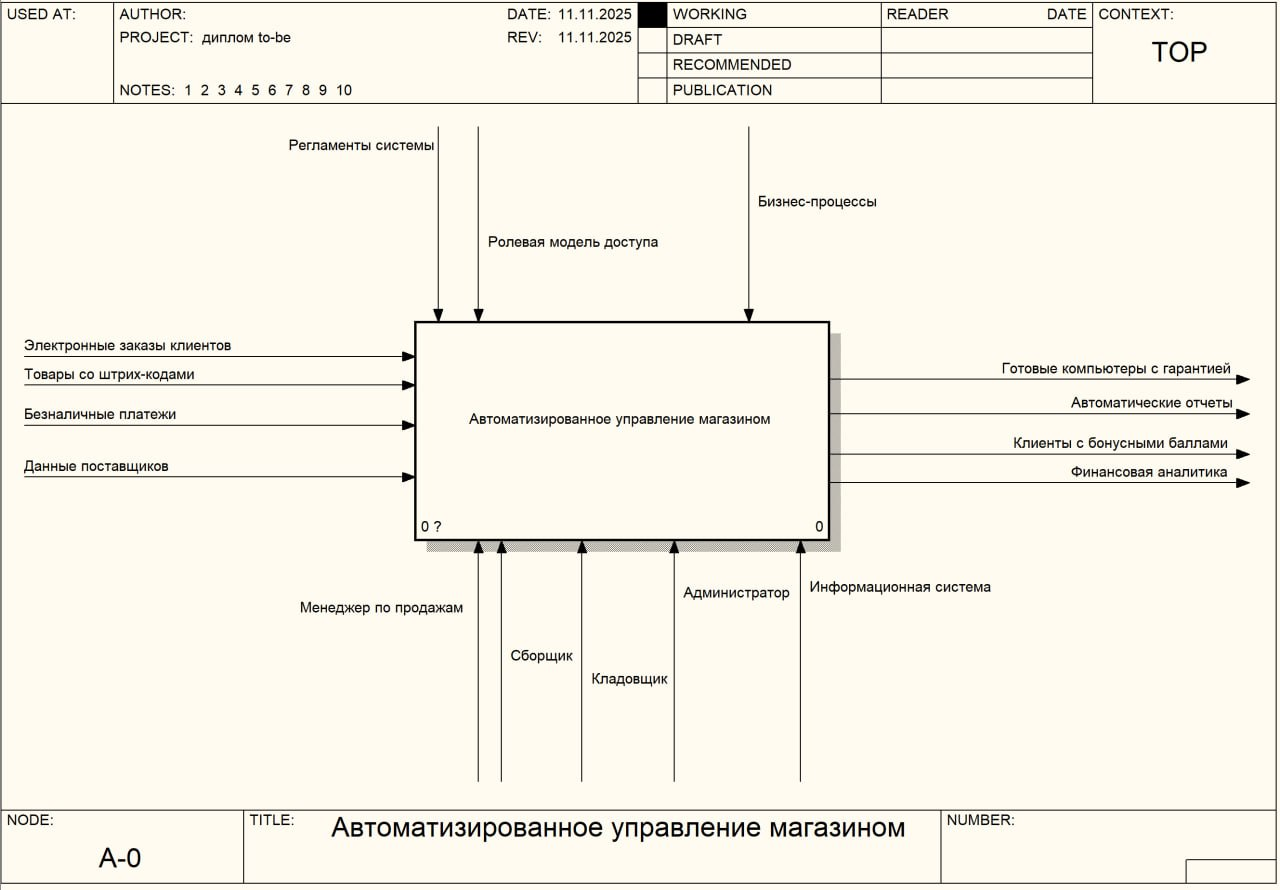 USED AT:
AUTHOR:
DATE: 11.11.2025
PROJECT: диплом to-be
REV: 11.11.2025
NOTES: 1 2 3 4 5 6 7 8 9 10
WORKING
DRAFT
RECOMMENDED
PUBLICATION
READER DATE
CONTEXT:
TOP
Регламенты системы
Бизнес-процессы
Ролевая модель доступа
Электронные заказы клиентов
Товары со штрих-кодами
Безналичные платежи
Данные поставщиков
Автоматизированное управление магазином
0 ?
0
Готовые компьютеры с гарантией
Автоматические отчеты
Клиенты с бонусными баллами
Финансовая аналитика
Менеджер по продажам
Сборщик
Кладовщик
Администратор
Информационная система
NODE:
A-0
TITLE:
Автоматизированное управление магазином
NUMBER: